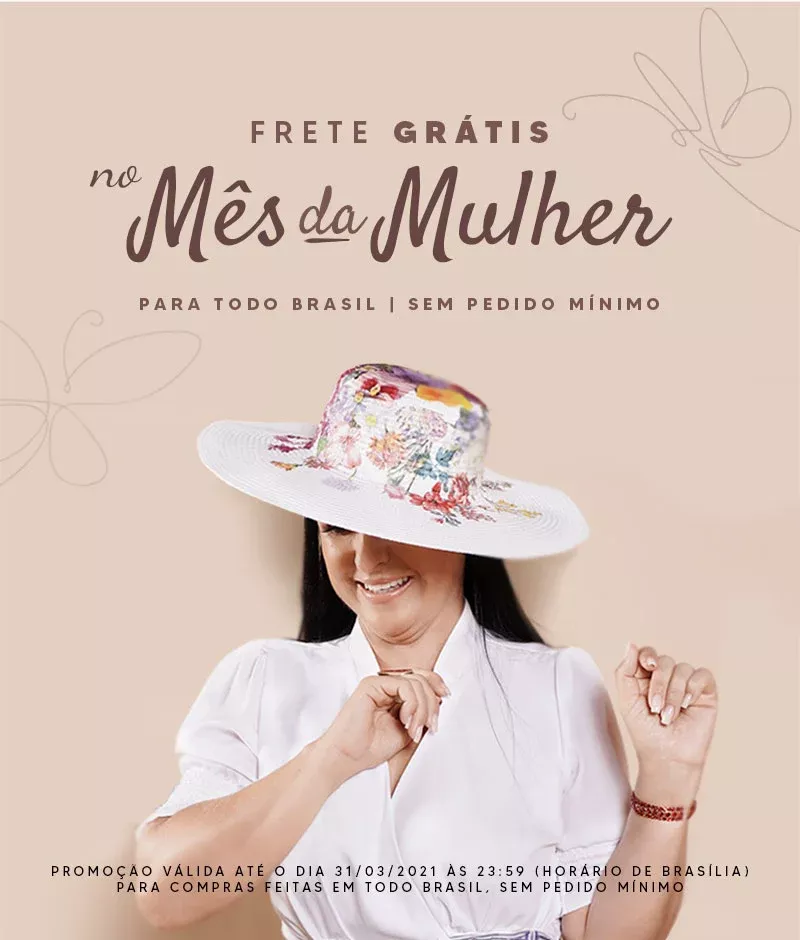 FRETE GRÁTIS
no Mês da Mulher
PARA TODO BRASIL | SEM PEDIDO MÍNIMO
PROMOÇÃO VÁLIDA ATÉ O DIA 31/03/2021 ÀS 23:59 (HORÁRIO DE BRASÍLIA)
PARA COMPRAS FEITAS EM TODO BRASIL, SEM PEDIDO MÍNIMO